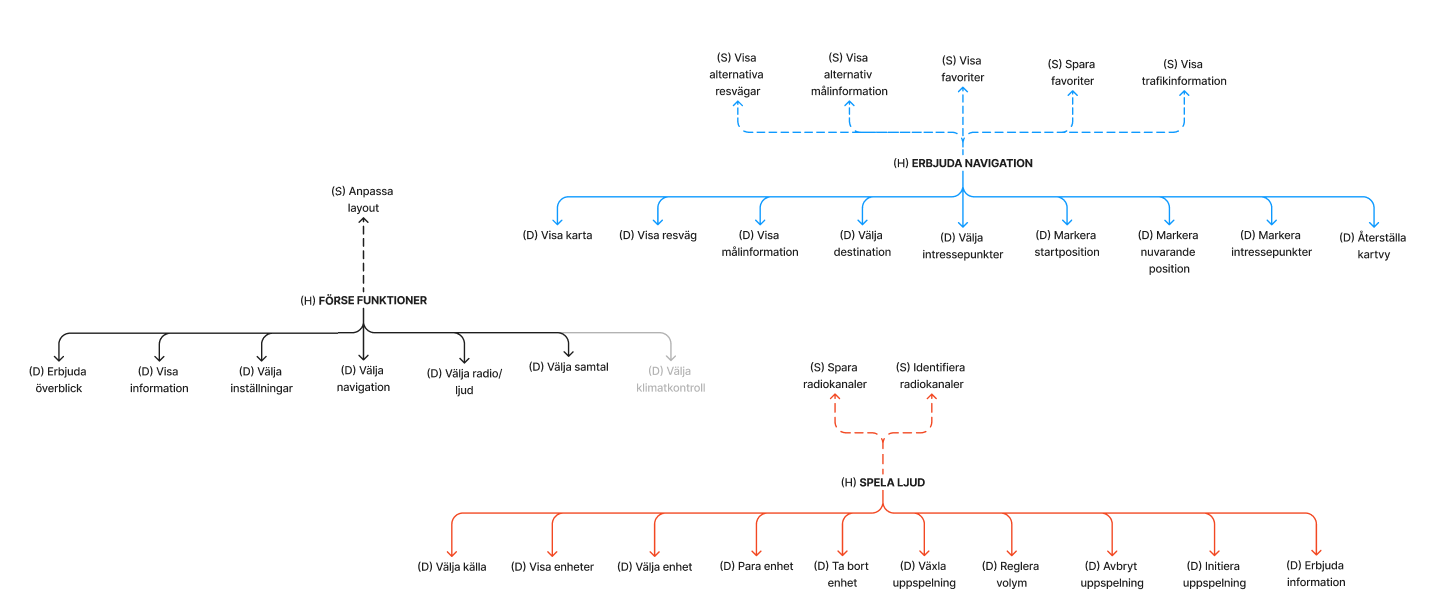 (S) Visa
alternativa
resvägar
(S) Visa
alternativ
målinformation
(S) Visa
favoriter
(S) Spara
favoriter
(S) Visa
trafikinformation
(H) ERBJUDA NAVIGATION
(D) Visa karta
(D) Visa resväg
(D) Visa
målinformation
(D) Välja
destination
(D) Välja
intressepunkter
(D) Markera
startposition
(D) Markera
nuvarande
position
(D) Markera
intressepunkter
(D) Återställa
kartvy
(S) Anpassa
layout
(H) FÖRSE FUNKTIONER
(D) Erbjuda
överblick
(D) Visa
information
(D) Välja
inställningar
(D) Välja
navigation
(D) Välja radio/
ljud
(D) Välja samtal
(D) Välja
klimatkontroll
(S) Spara
radiokanaler
(S) Identifiera
radiokanaler
(H) SPELA LJUD
(D) Välja källa
(D) Visa enheter
(D) Välja enhet
(D) Para enhet
(D) Ta bort
enhet
(D) Växla
uppspelning
(D) Reglera
volym
(D) Avbryt
uppspelning
(D) Initiera
uppspelning
(D) Erbjuda
information